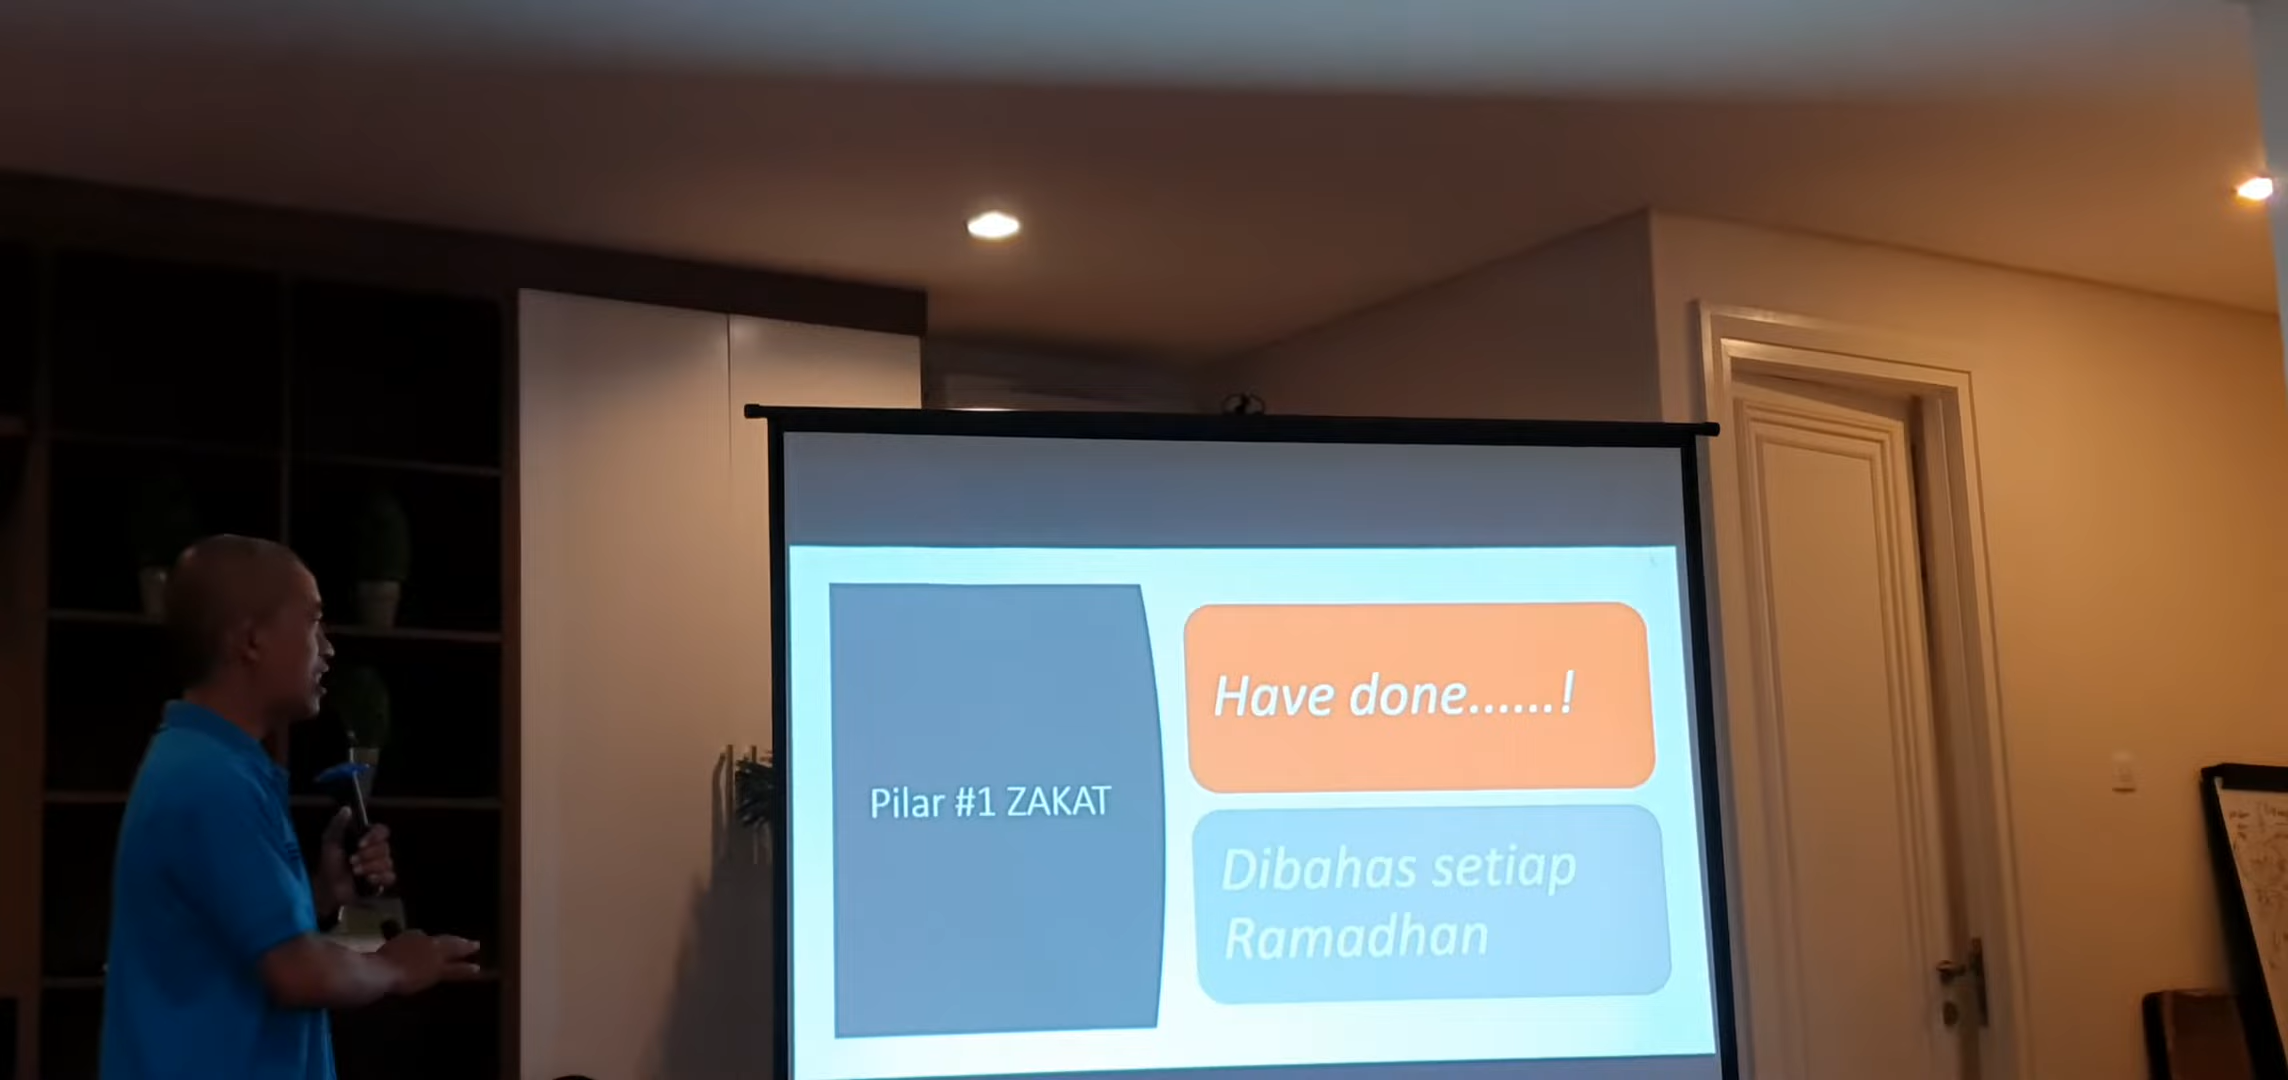 Pilar #1 ZAKAT
Have done......!
Dibahas setiap
Ramadhan